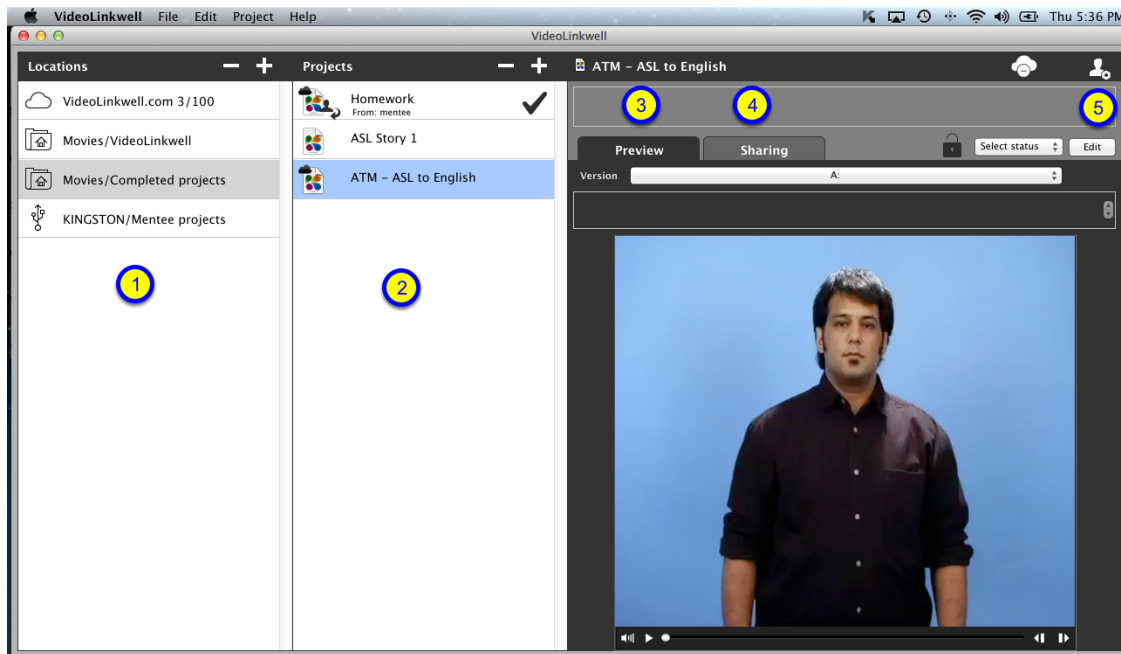 VideoLinkwell File Edit Project Help Thu 5:36 PM
VideoLinkwell
Locations
Projects
ATM – ASL to English
VideoLinkwell.com 3/100
Movies/VideoLinkwell
Movies/Completed projects
KINGSTON/Mentee projects
1
Homework
From: mentee
ASL Story 1
ATM – ASL to English
2
3
4
5
Preview
Sharing
Select status
Edit
Version
A: